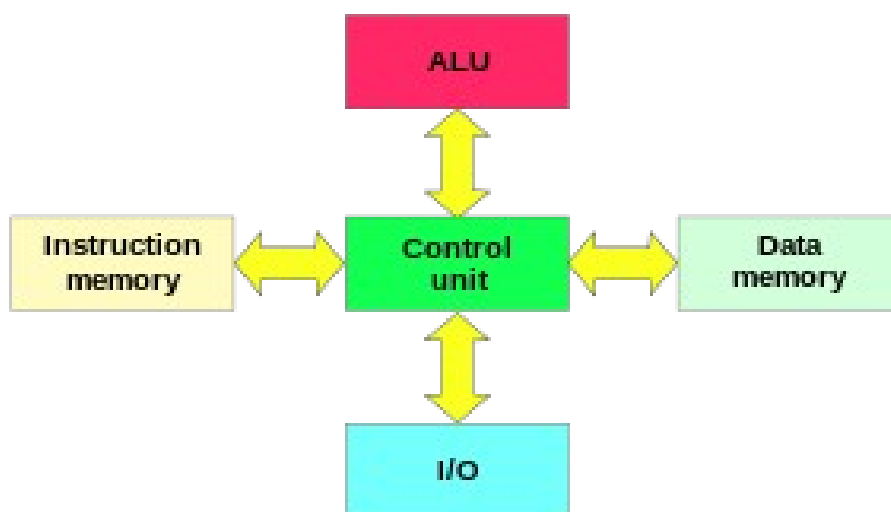 ALU
Instruction
memory
Control
unit
Data
memory
I/O